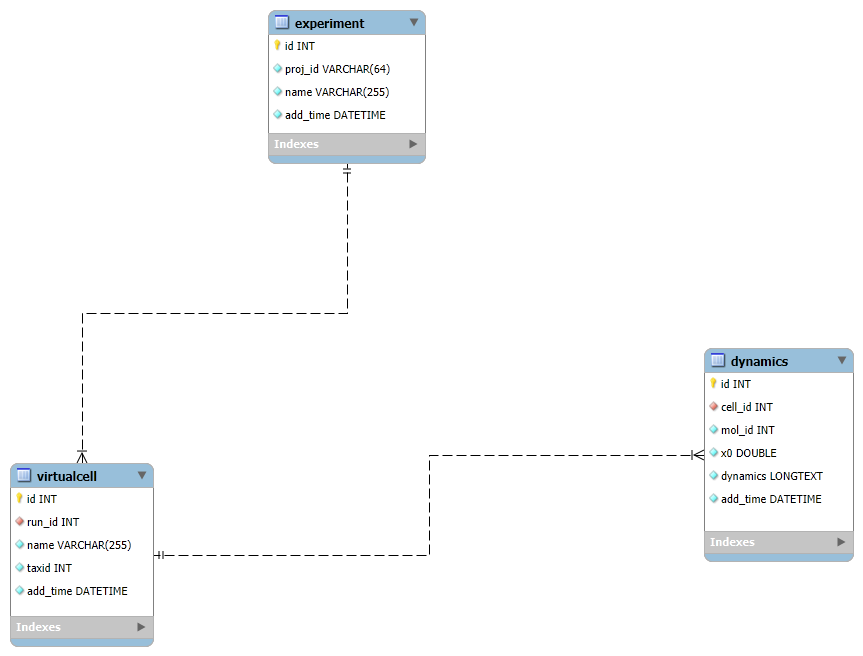 experiment
id INT
proj_id VARCHAR(64)
name VARCHAR(255)
add_time DATETIME
Indexes
virtualcell
id INT
run_id INT
name VARCHAR(255)
taxid INT
add_time DATETIME
Indexes
dynamics
id INT
cell_id INT
mol_id INT
x0 DOUBLE
dynamics LONGTEXT
add_time DATETIME
Indexes